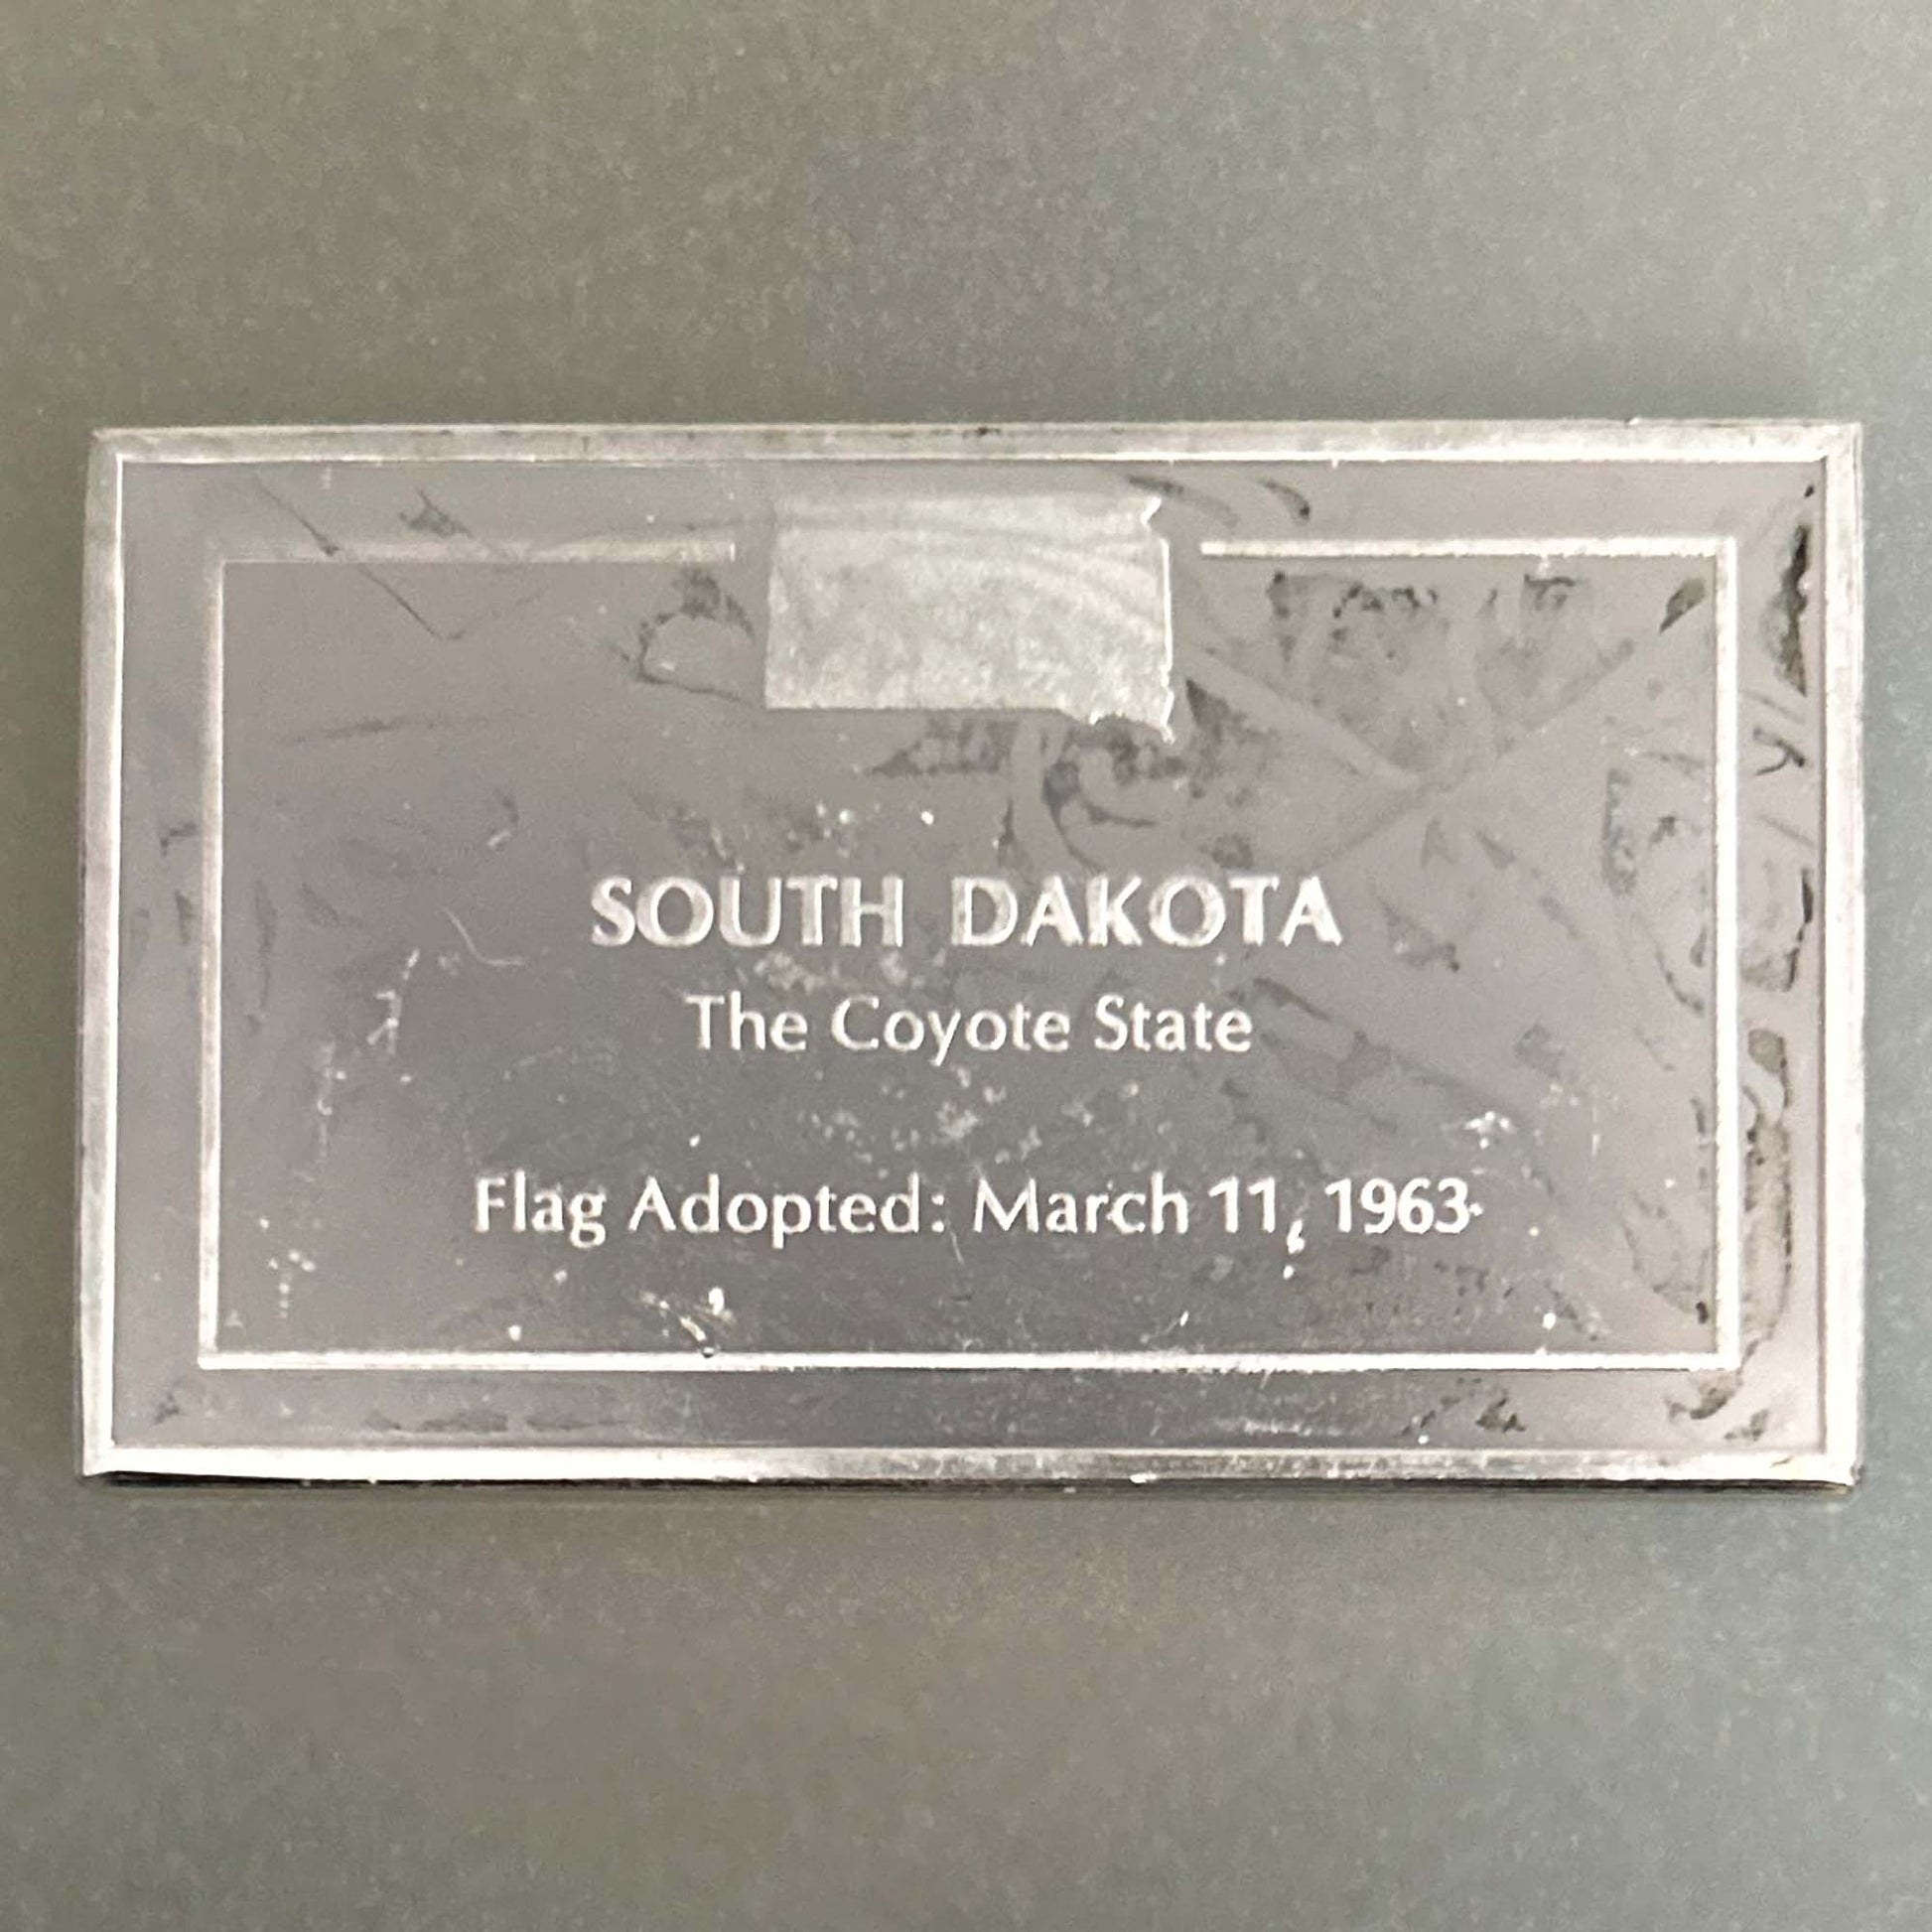 SOUTH DAKOTA
The Coyote State
Flag Adopted: March 11, 1963